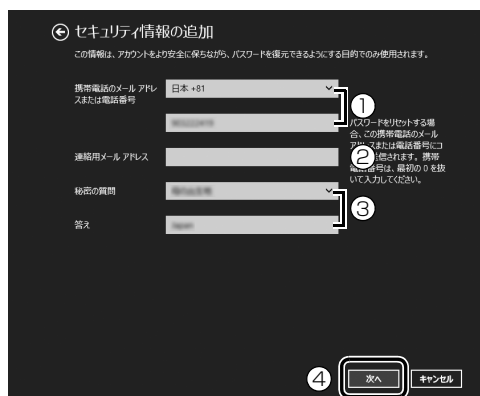 セキュリティ情報の追加
この情報は、アカウントをより安全に保ちながら、パスワードを復元できるようにする目的でのみ使用されます。
携帯電話のメール アドレ
スまたは電話番号
日本 +81
①
パスワードをリセットする場
合、この携帯電話のメール
アドレスまたは電話番号にコ
信されます。携帯
電話番号は、最初の 0 を抜
いて入力してください。
連絡用メール アドレス
②
秘密の質問
③
答え
④
次へ
キャンセル